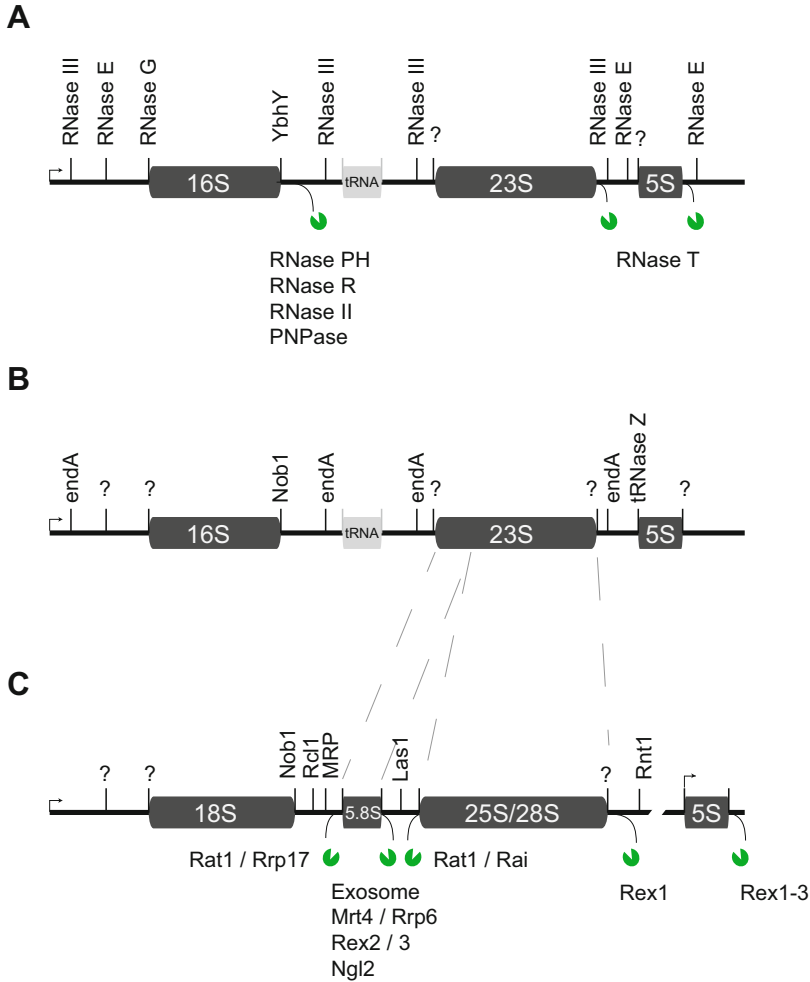 A
RNase III
RNase E
RNase G
YbhY
RNase III
RNase III
?
RNase III
RNase E
?
RNase E
16S
tRNA
23S
5S
RNase PH
RNase R
RNase II
PNPase
RNase T
B
endA
?
?
Nob1
endA
endA
?
?
endA
tRNase Z
?
16S
tRNA
23S
5S
C
?
?
Nob1
Rcl1
MRP
Las1
?
Rnt1
18S
5.8S
25S/28S
5S
Rat1 / Rrp17
Rat1 / Rai
Exosome
Mrt4 / Rrp6
Rex2 / 3
Ngl2
Rex1
Rex1-3